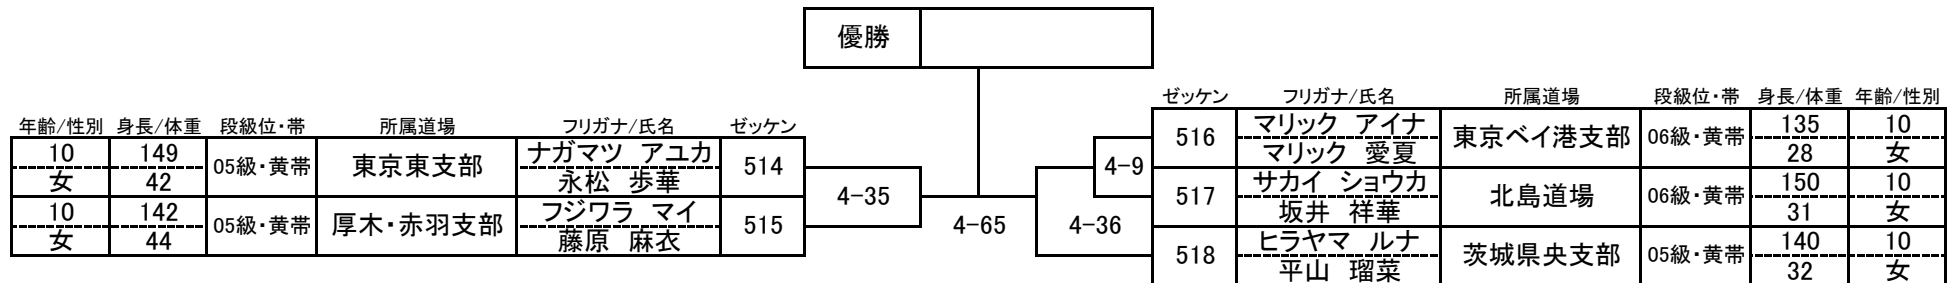 優勝
年齢/性別 身長/体重 段級位・帯 所属道場 フリガナ/氏名 ゼッケン
10 149 05級・黄帯 東京東支部 ナガマツ アユカ 514
女 42 永松 歩華
10 142 05級・黄帯 厚木・赤羽支部 フジワラ マイ 515
女 44 藤原 麻衣
4-35
4-65
4-36
4-9
ゼッケン フリガナ/氏名 所属道場 段級位・帯 身長/体重 年齢/性別
516 マリック アイナ 東京ベイ港支部 06級・黄帯 135 10
マリック 愛夏 28 女
517 サカイ ショウカ 北島道場 06級・黄帯 150 10
坂井 祥華 31 女
518 ヒラヤマ ルナ 茨城県央支部 05級・黄帯 140 10
平山 瑠菜 32 女